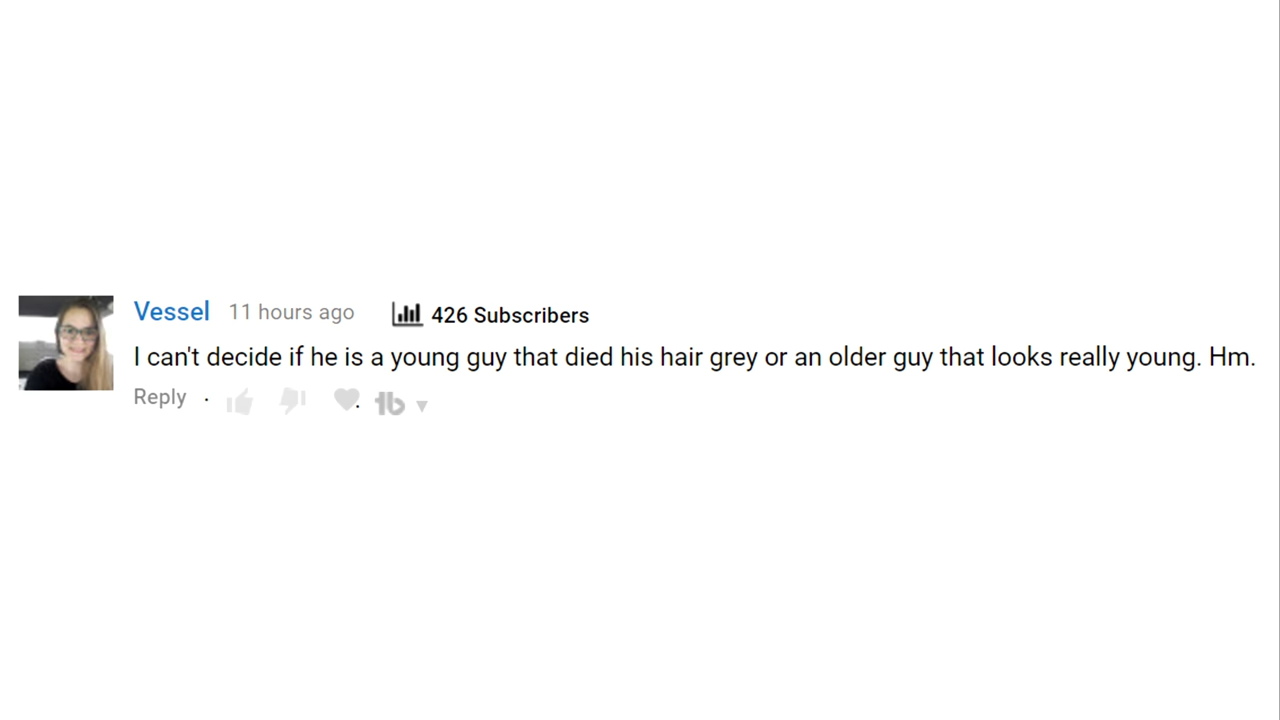 Vessel 11 hours ago 426 Subscribers
I can't decide if he is a young guy that died his hair grey or an older guy that looks really young. Hm.
Reply · tb ▼